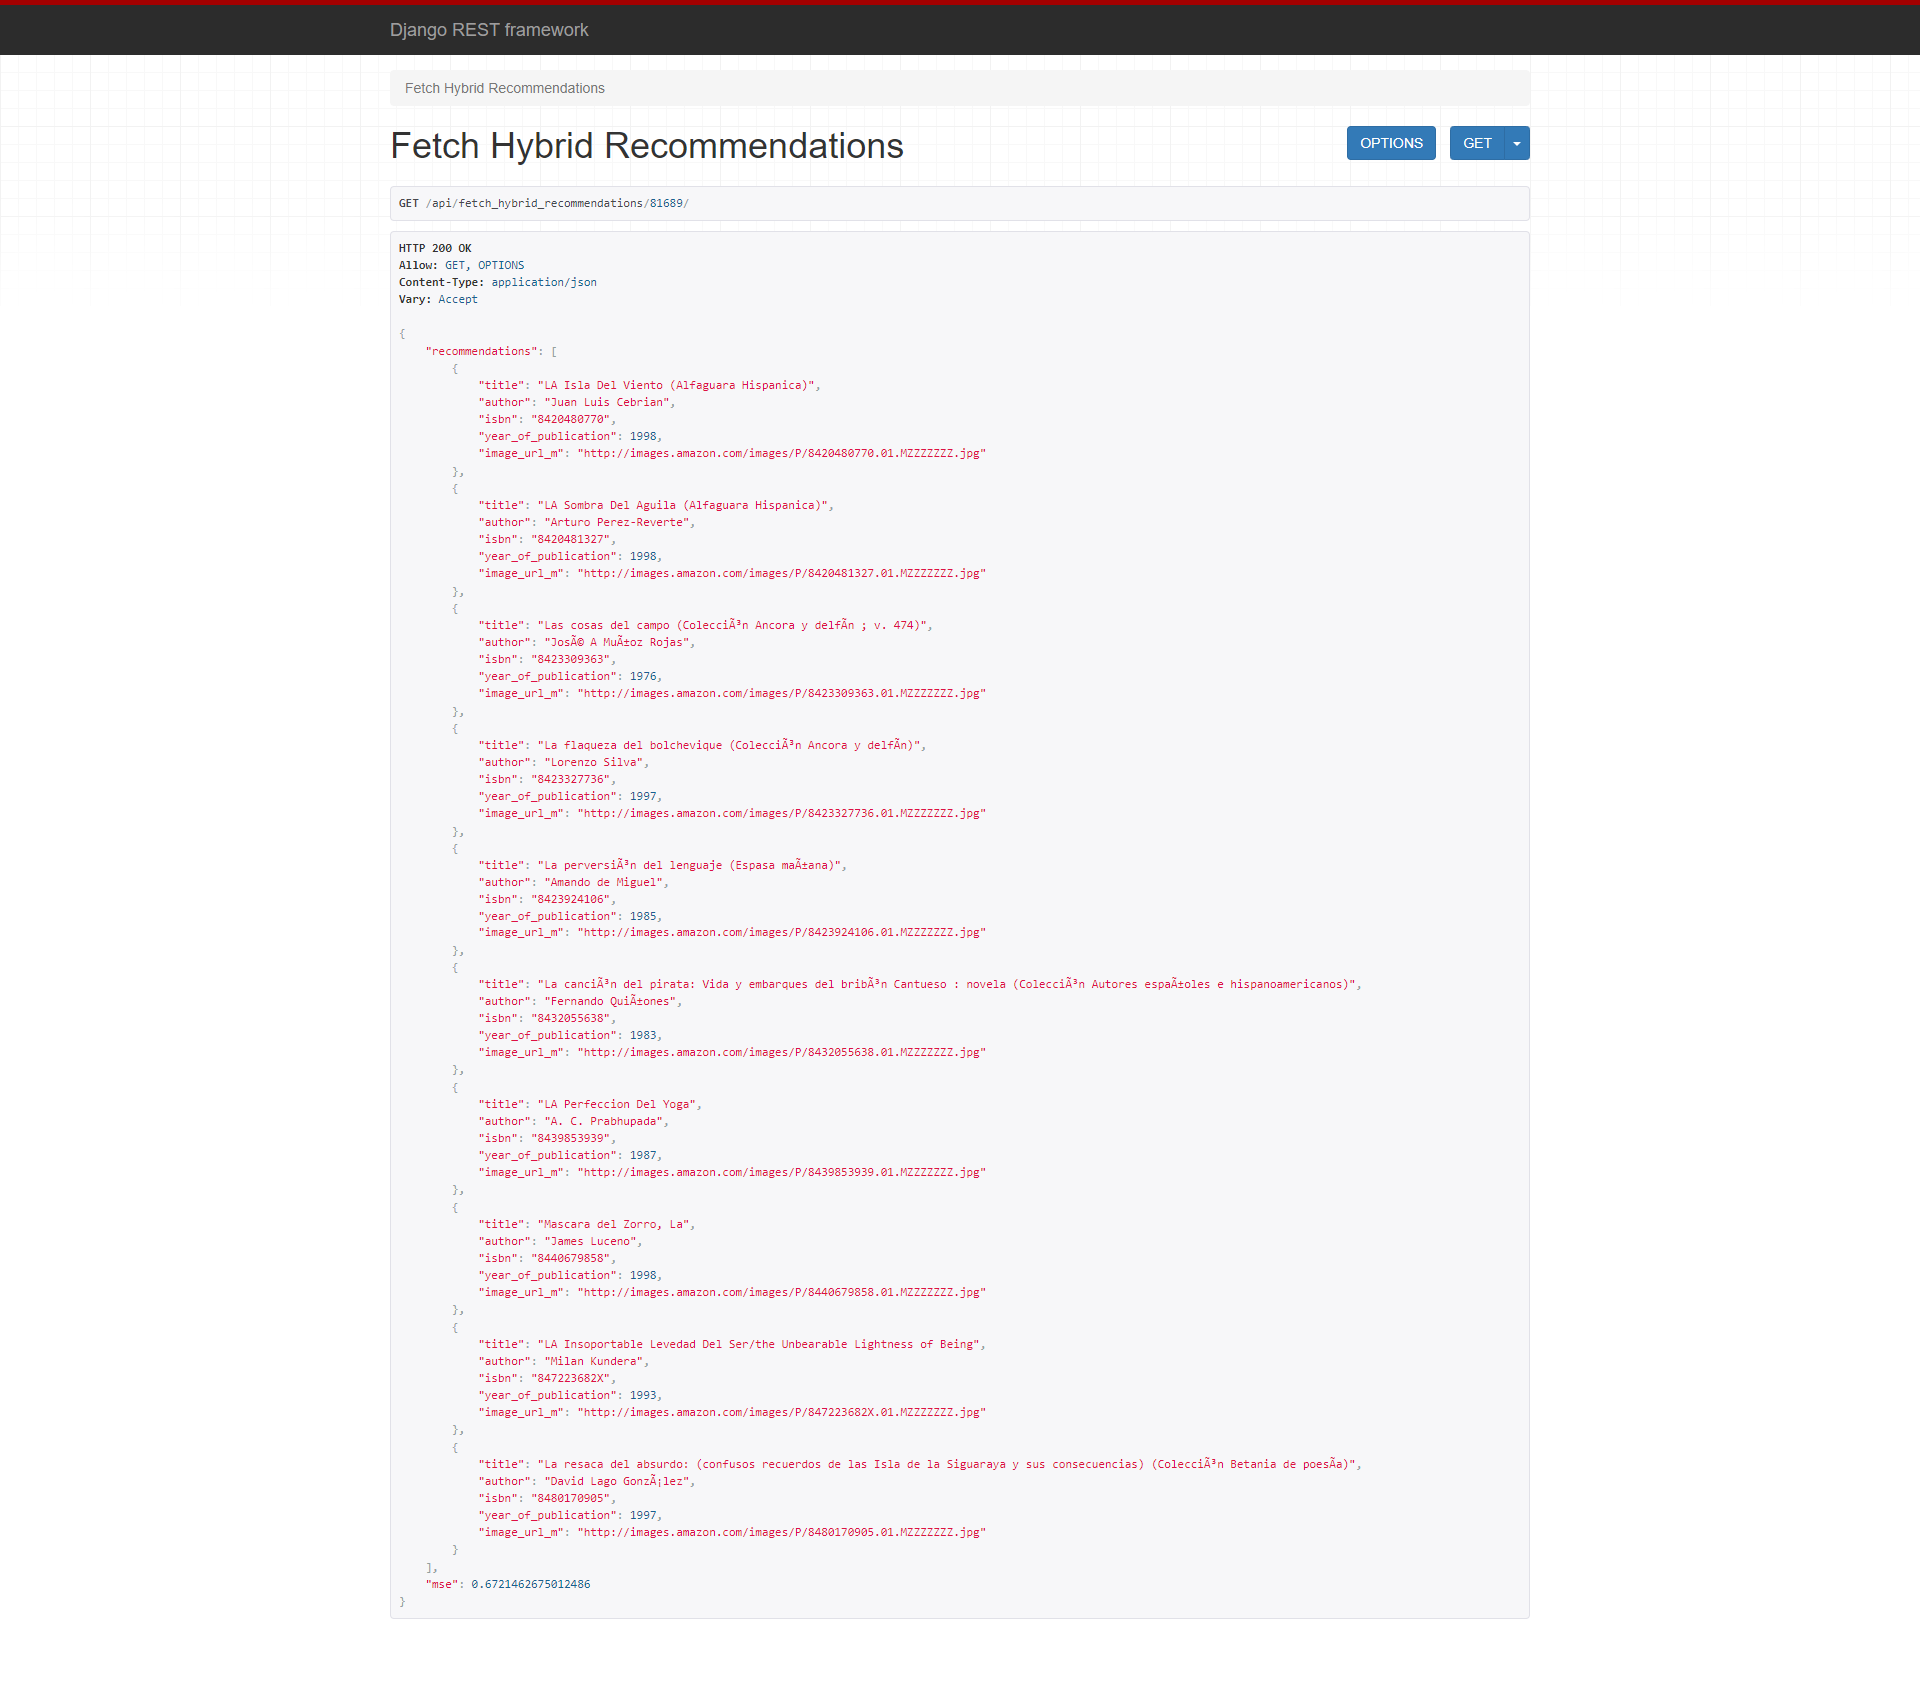 Django REST framework
Fetch Hybrid Recommendations
Fetch Hybrid Recommendations
OPTIONS
GET
GET /api/fetch_hybrid_recommendations/81689/
HTTP 200 OK
Allow: GET, OPTIONS
Content-Type: application/json
Vary: Accept
{
"recommendations": [
{
"title": "LA Isla Del Viento (Alfaguara Hispanica)",
"author": "Juan Luis Cebrian",
"isbn": "8420480770",
"year_of_publication": 1998,
"image_url_m": "http://images.amazon.com/images/P/8420480770.01.MZZZZZZZ.jpg"
},
{
"title": "LA Sombra Del Aguila (Alfaguara Hispanica)",
"author": "Arturo Perez-Reverte",
"isbn": "8420481327",
"year_of_publication": 1998,
"image_url_m": "http://images.amazon.com/images/P/8420481327.01.MZZZZZZZ.jpg"
},
{
"title": "Las cosas del campo (ColecciÃ³n Ancora y delfÃ­n ; v. 474)",
"author": "JosÃ© A MuÃ±oz Rojas",
"isbn": "8423309363",
"year_of_publication": 1976,
"image_url_m": "http://images.amazon.com/images/P/8423309363.01.MZZZZZZZ.jpg"
},
{
"title": "La flaqueza del bolchevique (ColecciÃ³n Ancora y delfÃ­n)",
"author": "Lorenzo Silva",
"isbn": "8423327736",
"year_of_publication": 1997,
"image_url_m": "http://images.amazon.com/images/P/8423327736.01.MZZZZZZZ.jpg"
},
{
"title": "La perversiÃ³n del lenguaje (Espasa maÃ±ana)",
"author": "Amando de Miguel",
"isbn": "8423924106",
"year_of_publication": 1985,
"image_url_m": "http://images.amazon.com/images/P/8423924106.01.MZZZZZZZ.jpg"
},
{
"title": "La canciÃ³n del pirata: Vida y embarques del bribÃ³n Cantueso : novela (ColecciÃ³n Autores espaÃ±oles e hispanoamericanos)",
"author": "Fernando QuiÃ±ones",
"isbn": "8432055638",
"year_of_publication": 1983,
"image_url_m": "http://images.amazon.com/images/P/8432055638.01.MZZZZZZZ.jpg"
},
{
"title": "LA Perfeccion Del Yoga",
"author": "A. C. Prabhupada",
"isbn": "8439853939",
"year_of_publication": 1987,
"image_url_m": "http://images.amazon.com/images/P/8439853939.01.MZZZZZZZ.jpg"
},
{
"title": "Mascara del Zorro, La",
"author": "James Luceno",
"isbn": "8440679858",
"year_of_publication": 1998,
"image_url_m": "http://images.amazon.com/images/P/8440679858.01.MZZZZZZZ.jpg"
},
{
"title": "LA Insoportable Levedad Del Ser/the Unbearable Lightness of Being",
"author": "Milan Kundera",
"isbn": "847223682X",
"year_of_publication": 1993,
"image_url_m": "http://images.amazon.com/images/P/847223682X.01.MZZZZZZZ.jpg"
},
{
"title": "La resaca del absurdo: (confusos recuerdos de las Isla de la Siguaraya y sus consecuencias) (ColecciÃ³n Betania de poesÃ­a)",
"author": "David Lago GonzÃ¡lez",
"isbn": "8480170905",
"year_of_publication": 1997,
"image_url_m": "http://images.amazon.com/images/P/8480170905.01.MZZZZZZZ.jpg"
}
],
"mse": 0.6721462675012486
}